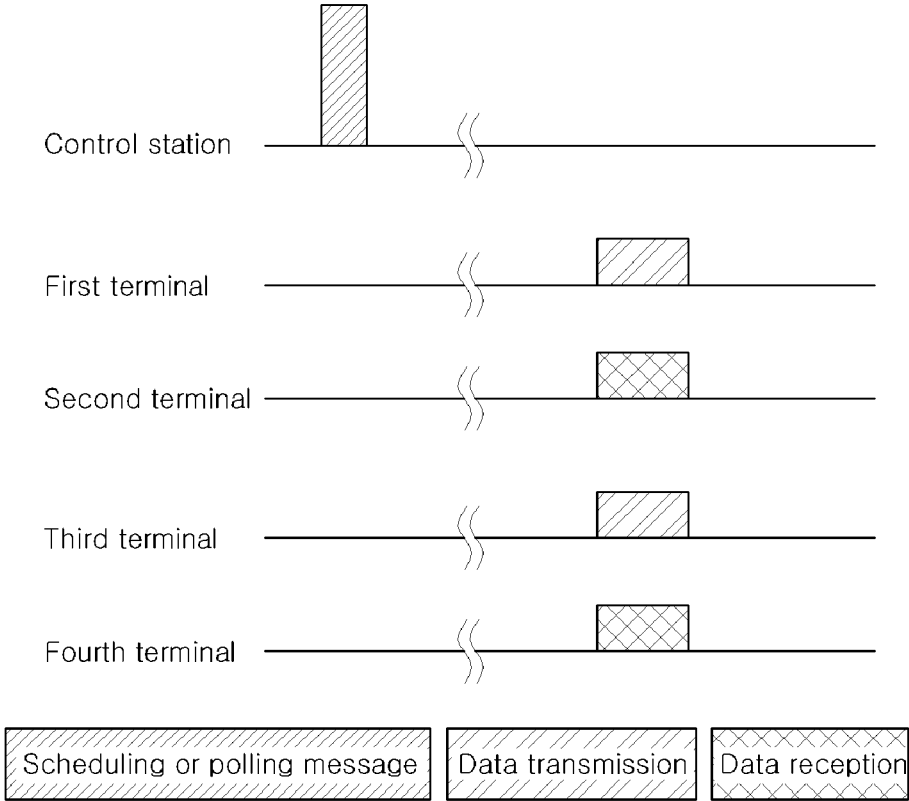 Control station
First terminal
Second terminal
Third terminal
Fourth terminal
Scheduling or polling message
Data transmission
Data reception